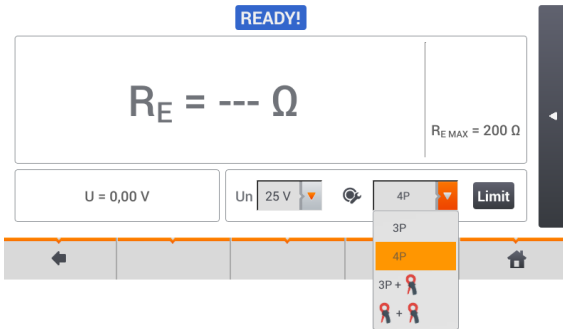 READY!
RE = --- Ω
RE MAX = 200 Ω
U = 0,00 V
Un 25 V 4P Limit
3P
4P
3P +
+